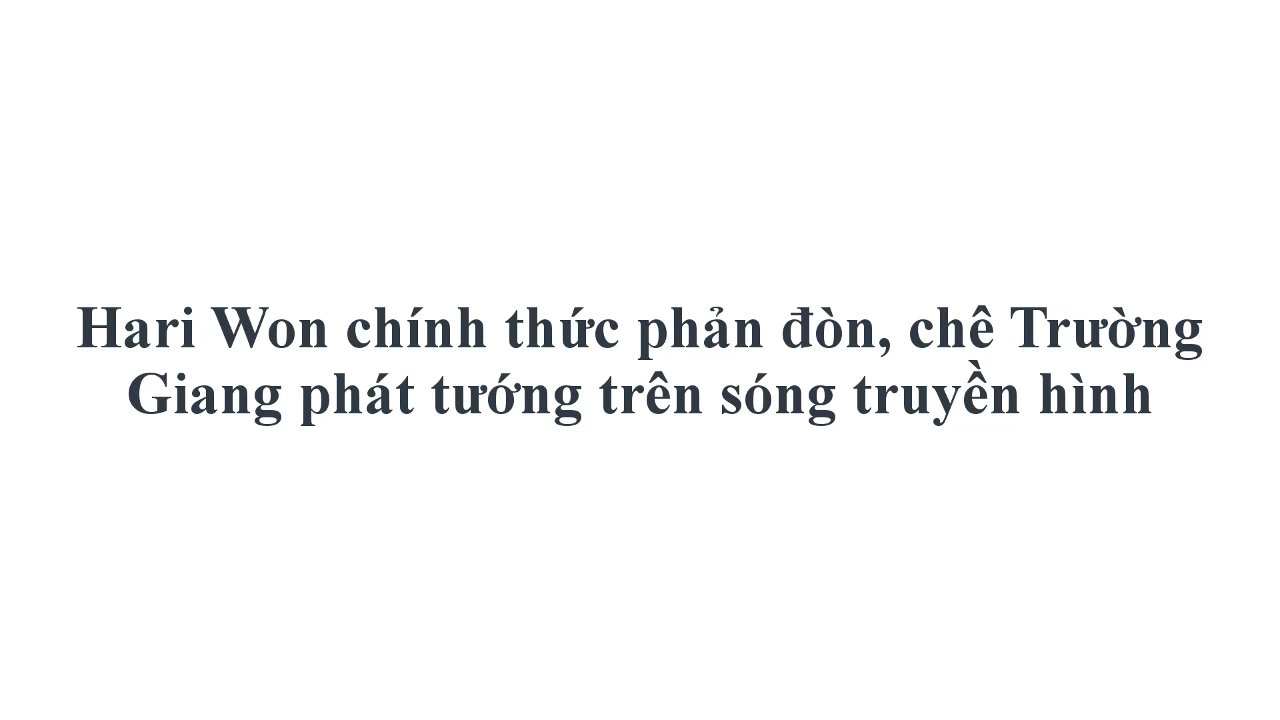 Hari Won chính thức phản đòn, chê Trường
Giang phát tướng trên sóng truyền hình